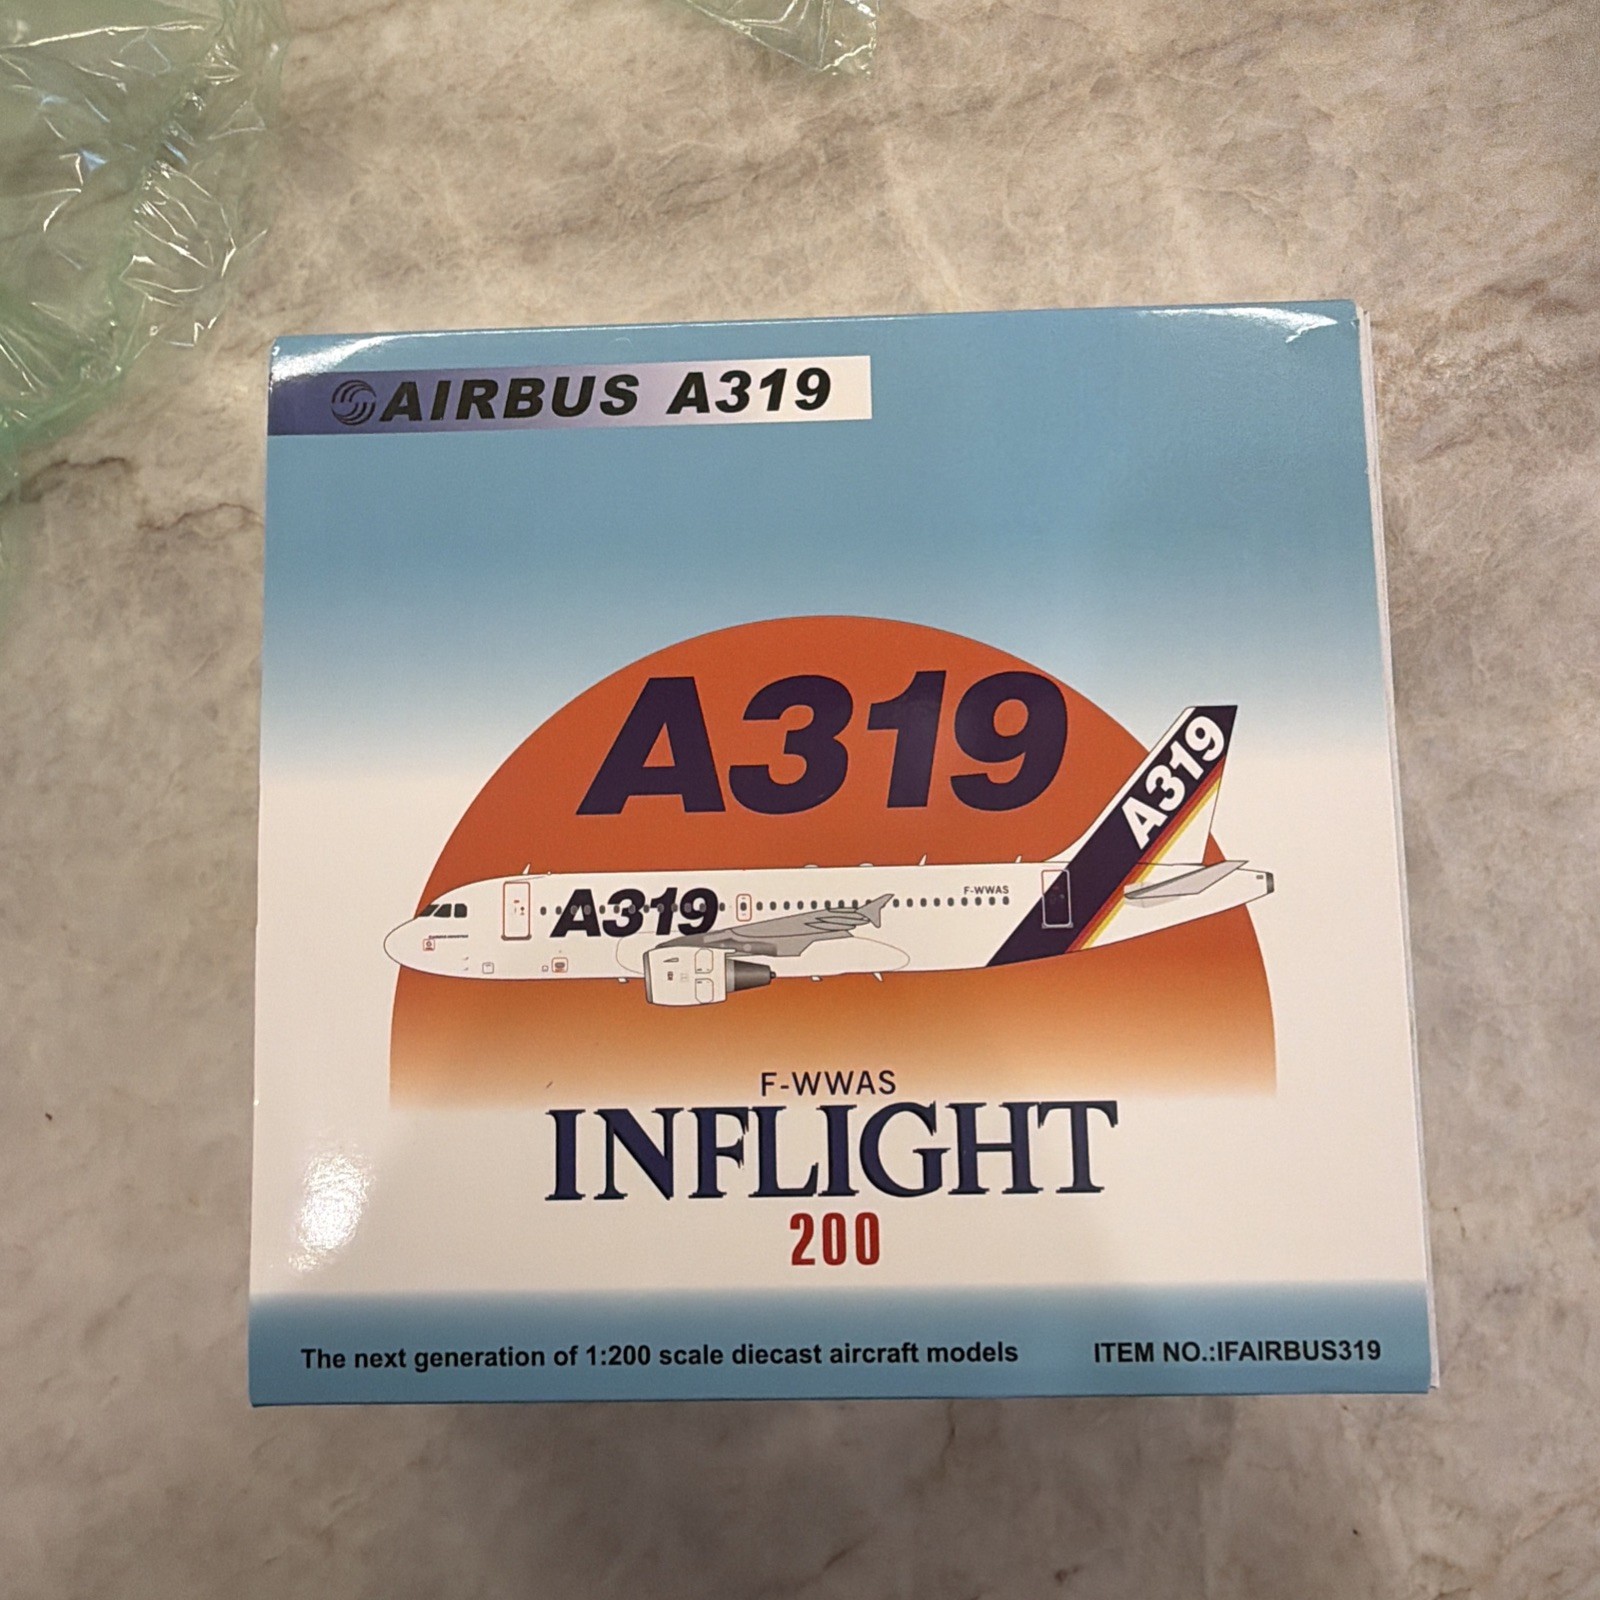 AIRBUS A319
A319
A319
A319
F-WWAS
F-WWAS
INFLIGHT
200
The next generation of 1:200 scale diecast aircraft models
ITEM NO.:IFAIRBUS319